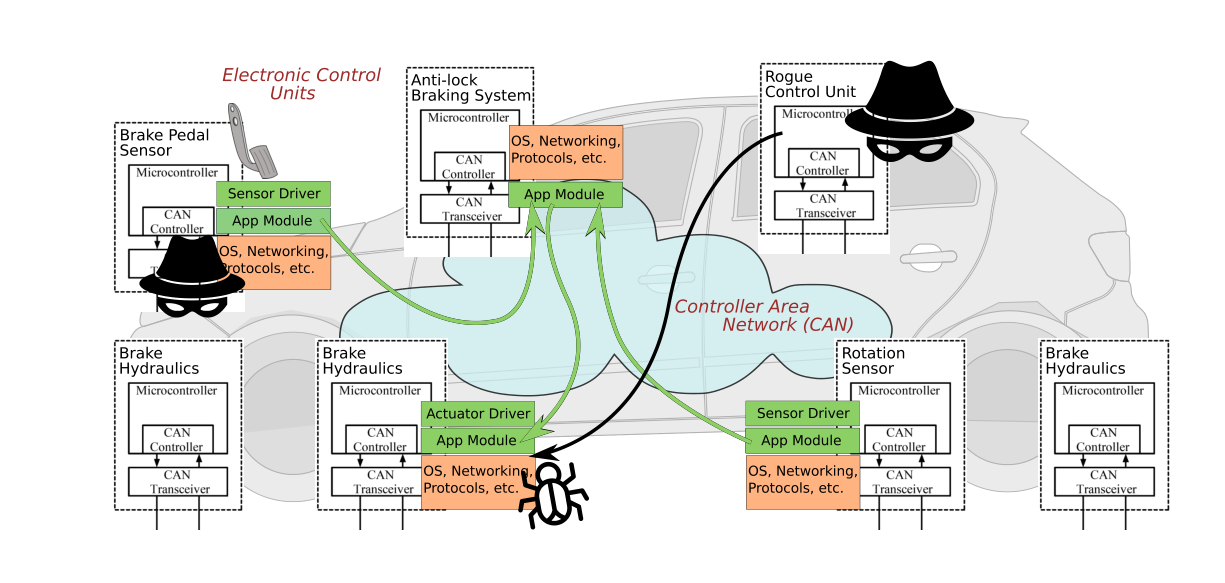 Electronic Control
Units
Anti-lock
Braking System
Microcontroller
CAN
Controller
CAN
Transceiver
OS, Networking,
Protocols, etc.
App Module
Rogue
Control Unit
Microcontroller
CAN
Controller
CAN
Transceiver
Brake Pedal
Sensor
Microcontroller
CAN
Controller
Sensor Driver
App Module
OS, Networking,
Protocols, etc.
Controller Area
Network (CAN)
Brake
Hydraulics
Microcontroller
CAN
Controller
CAN
Transceiver
Brake
Hydraulics
Microcontroller
CAN
Controller
CAN
Transceiver
Actuator Driver
App Module
OS, Networking,
Protocols, etc.
Sensor Driver
App Module
OS, Networking,
Protocols, etc.
Rotation
Sensor
Microcontroller
CAN
Controller
CAN
Transceiver
Brake
Hydraulics
Microcontroller
CAN
Controller
CAN
Transceiver